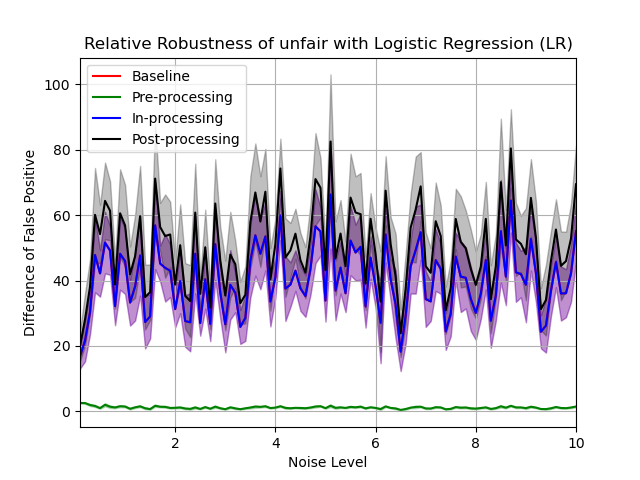 Relative Robustness of unfair with Logistic Regression (LR)
Baseline
Pre-processing
In-processing
Post-processing
Difference of False Positive
100
80
60
40
20
0
2 4 6 8 10
Noise Level